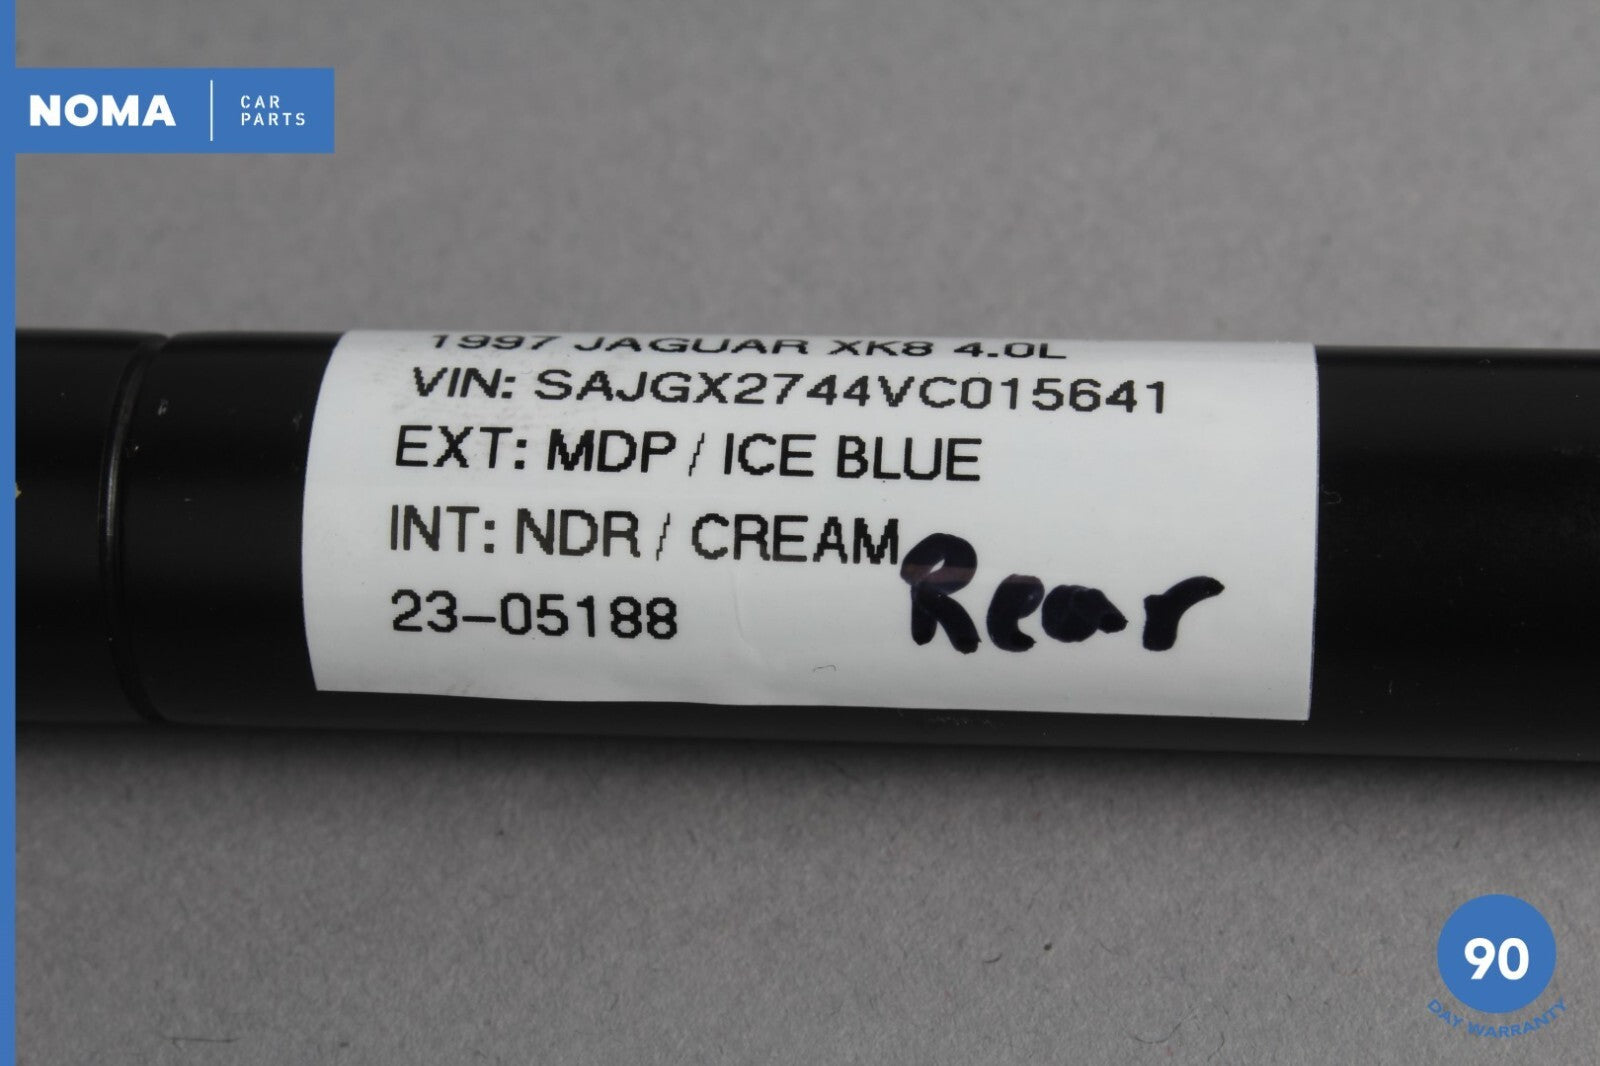 NOMA
CAR
PARTS
1997 JAGUAR XK8 4.0L
VIN: SAJGX2744VC015641
EXT: MDP / ICE BLUE
INT: NDR / CREAM
Rear
23-05188
90
DAY WARRANTY